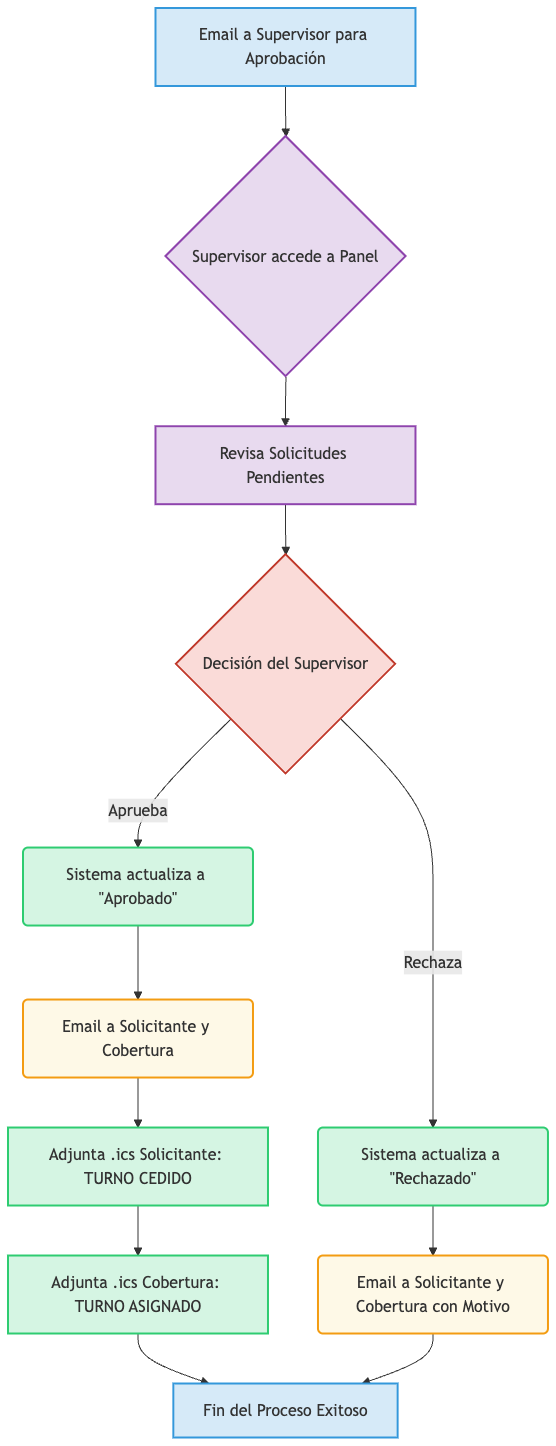 Email a Supervisor para
Aprobación
Supervisor accede a Panel
Revisa Solicitudes
Pendientes
Decisión del Supervisor
Aprueba
Sistema actualiza a
"Aprobado"
Email a Solicitante y
Cobertura
Adjunta .ics Solicitante:
TURNO CEDIDO
Adjunta .ics Cobertura:
TURNO ASIGNADO
Rechaza
Sistema actualiza a
"Rechazado"
Email a Solicitante y
Cobertura con Motivo
Fin del Proceso Exitoso